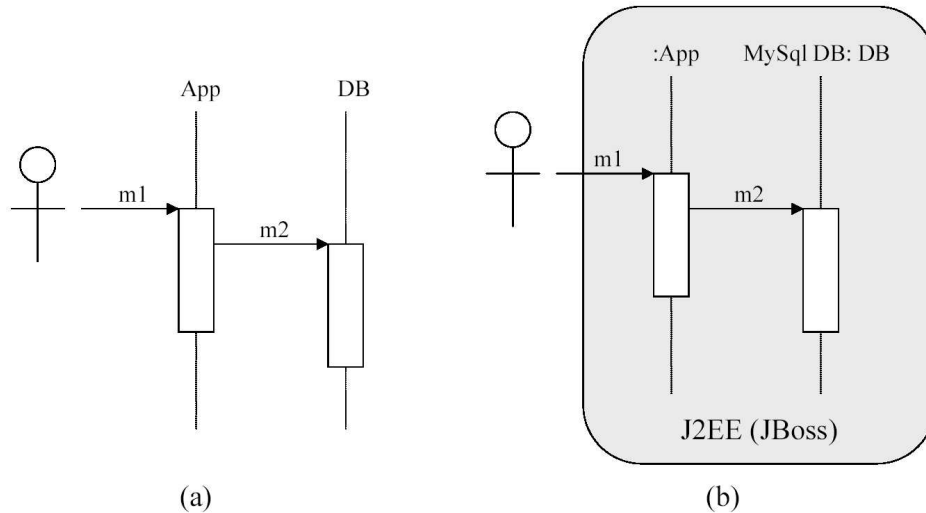 App
DB
m1
m2
(a)
:App
MySql DB: DB
m1
m2
J2EE (JBoss)
(b)